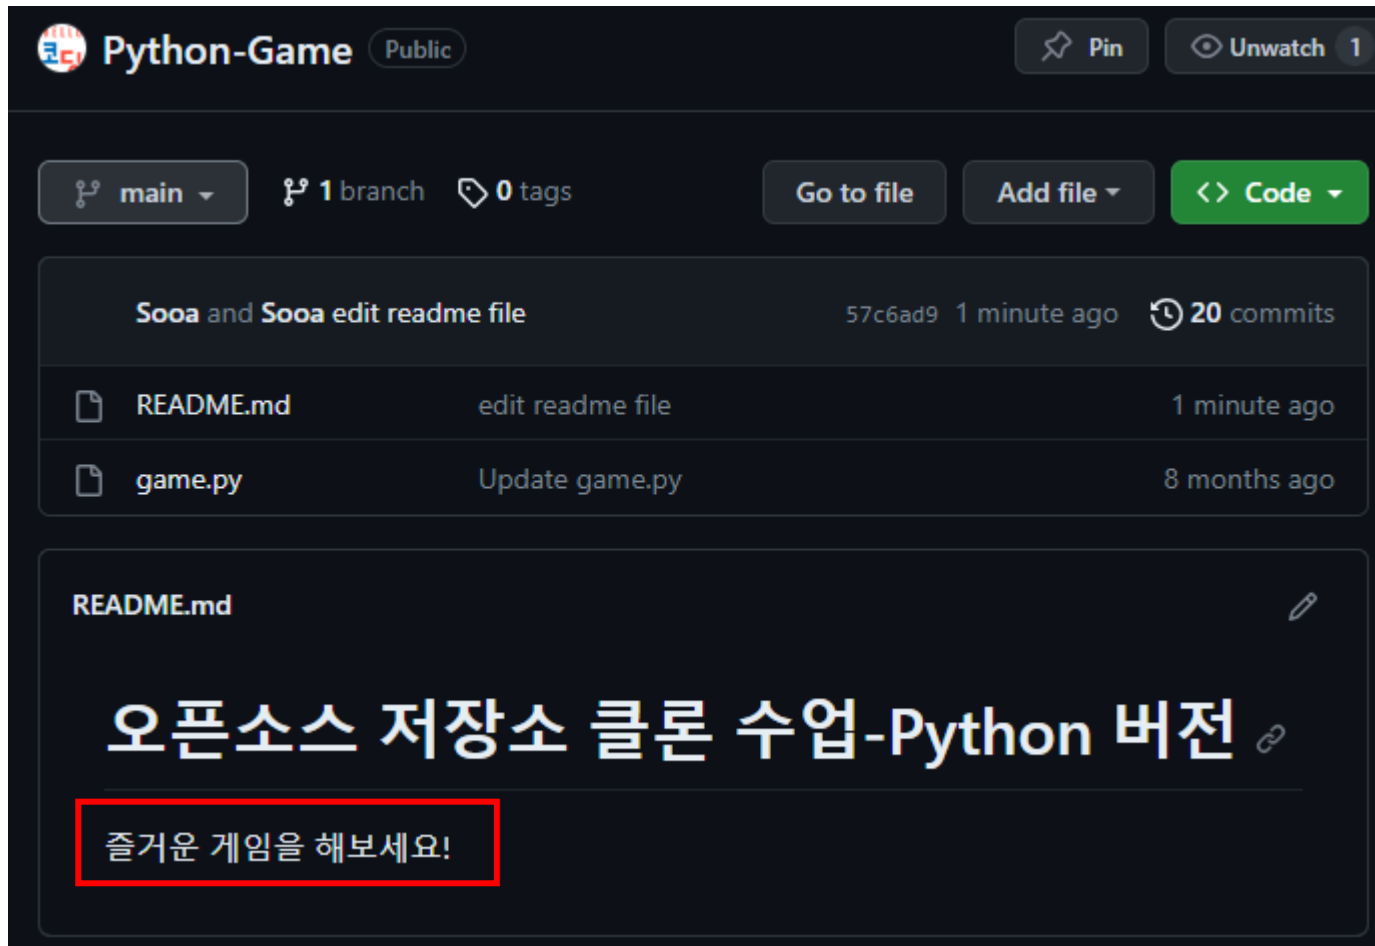 HELLO
코딩
Python-Game Public Pin Unwatch 1
main 1 branch 0 tags Go to file Add file <> Code
Sooa and Sooa edit readme file 57c6ad9 1 minute ago 20 commits
README.md edit readme file 1 minute ago
game.py Update game.py 8 months ago
README.md
오픈소스 저장소 클론 수업-Python 버전
즐거운 게임을 해보세요!